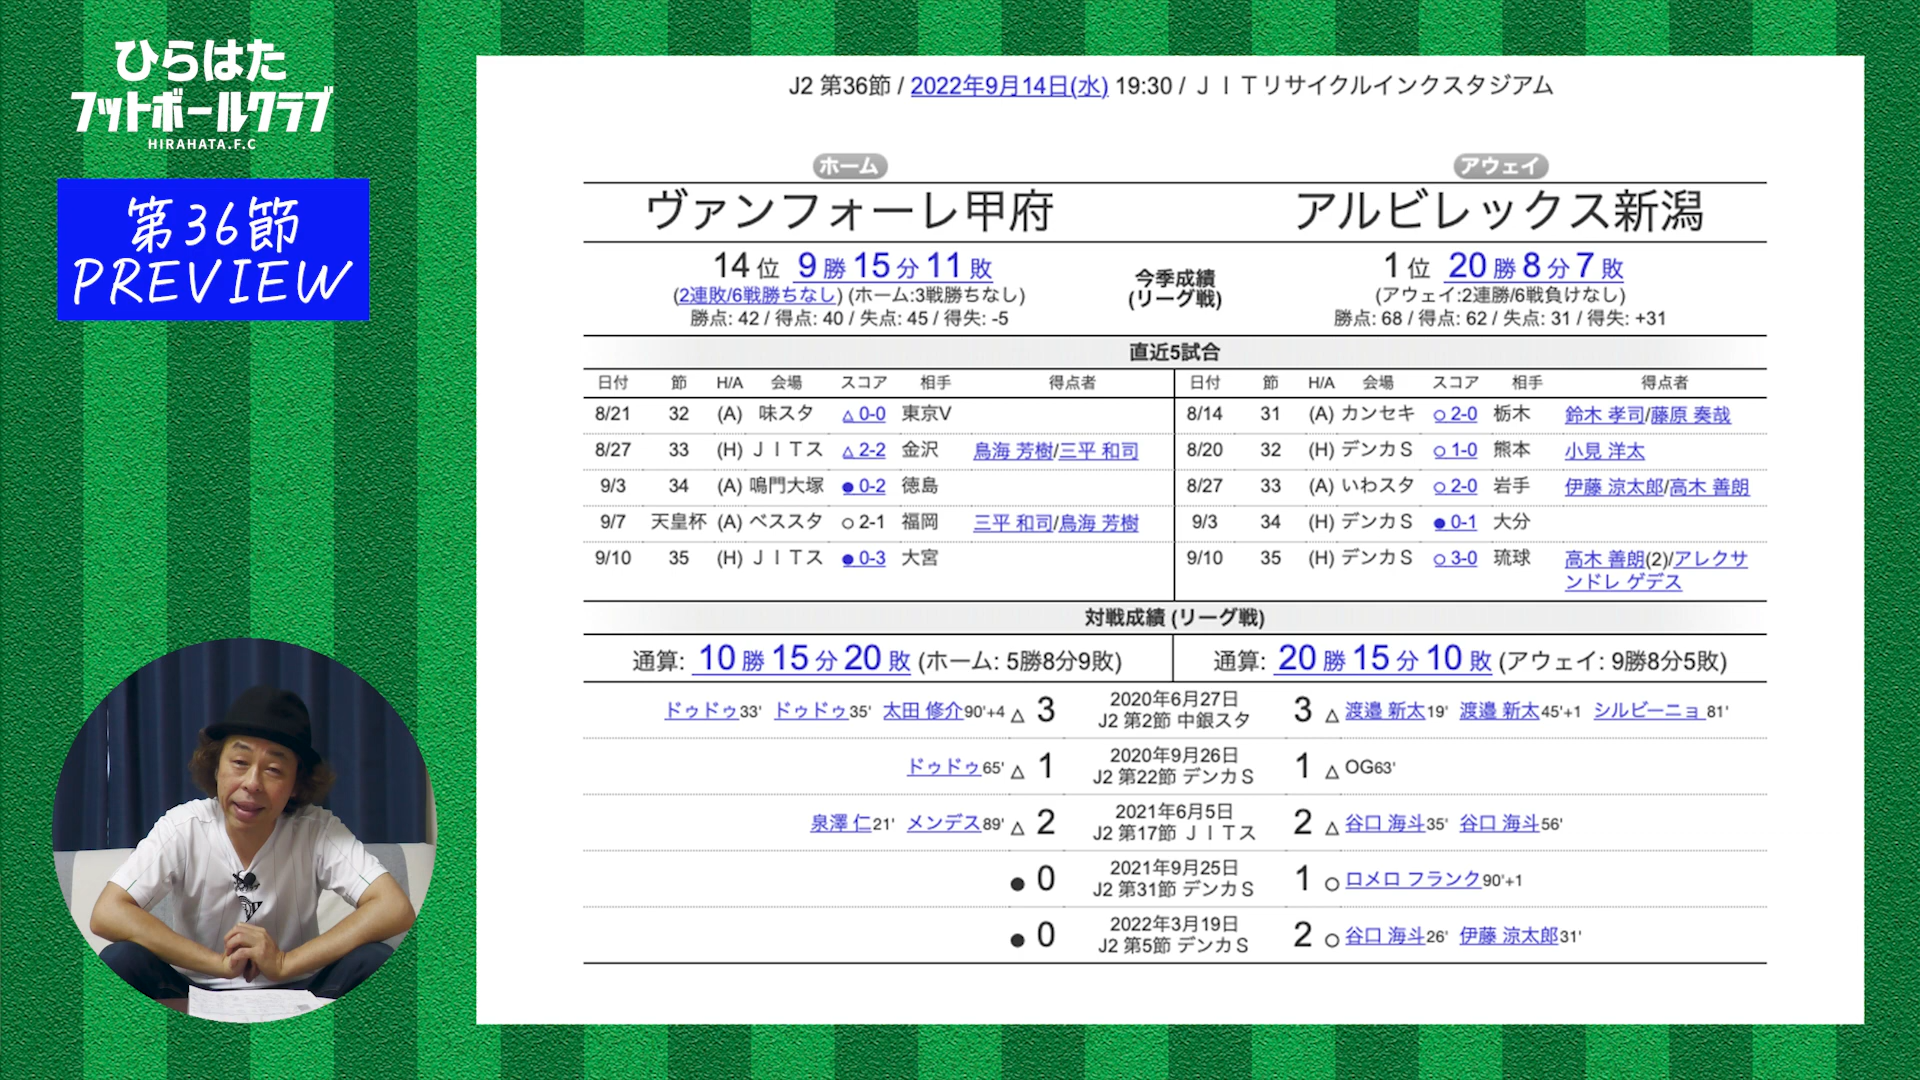 ひらはた
フットボールクラブ
HIRAHATA.F.C
第36節
PREVIEW
J2 第36節 / 2022年9月14日(水) 19:30 / ＪＩＴリサイクルインクスタジアム
ホーム アウェイ
ヴァンフォーレ甲府 アルビレックス新潟
14 位 9 勝 15 分 11 敗 今季成績 1 位 20 勝 8 分 7 敗
(2連敗/6戦勝ちなし) (ホーム:3戦勝ちなし) (リーグ戦) (アウェイ:2連勝/6戦負けなし)
勝点: 42 / 得点: 40 / 失点: 45 / 得失: -5 勝点: 68 / 得点: 62 / 失点: 31 / 得失: +31
直近5試合
日付 節 H/A 会場 スコア 相手 得点者 日付 節 H/A 会場 スコア 相手 得点者
8/21 32 (A) 味スタ △ 0-0 東京V 8/14 31 (A) カンセキ ○ 2-0 栃木 鈴木 孝司/藤原 奏哉
8/27 33 (H) ＪＩＴス △ 2-2 金沢 鳥海 芳樹/三平 和司 8/20 32 (H) デンカＳ ○ 1-0 熊本 小見 洋太
9/3 34 (A) 鳴門大塚 ● 0-2 徳島 8/27 33 (A) いわスタ ○ 2-0 岩手 伊藤 涼太郎/高木 善朗
9/7 天皇杯 (A) ベススタ ○ 2-1 福岡 三平 和司/鳥海 芳樹 9/3 34 (H) デンカＳ ● 0-1 大分
9/10 35 (H) ＪＩＴス ● 0-3 大宮 9/10 35 (H) デンカＳ ○ 3-0 琉球 高木 善朗(2)/アレクサ
ンドレ ゲデス
対戦成績 (リーグ戦)
通算: 10 勝 15 分 20 敗 (ホーム: 5勝8分9敗) 通算: 20 勝 15 分 10 敗 (アウェイ: 9勝8分5敗)
ドゥドゥ33' ドゥドゥ35' 太田 修介90'+4 △ 3 2020年6月27日 3 △ 渡邉 新太19' 渡邉 新太45'+1 シルビーニョ 81'
J2 第2節 中銀スタ
ドゥドゥ65' △ 1 2020年9月26日 1 △ OG63'
J2 第22節 デンカＳ
泉澤 仁21' メンデス89' △ 2 2021年6月5日 2 △ 谷口 海斗35' 谷口 海斗56'
J2 第17節 ＪＩＴス
● 0 2021年9月25日 1 ○ ロメロ フランク90'+1
J2 第31節 デンカＳ
● 0 2022年3月19日 2 ○ 谷口 海斗26' 伊藤 涼太郎31'
J2 第5節 デンカＳ